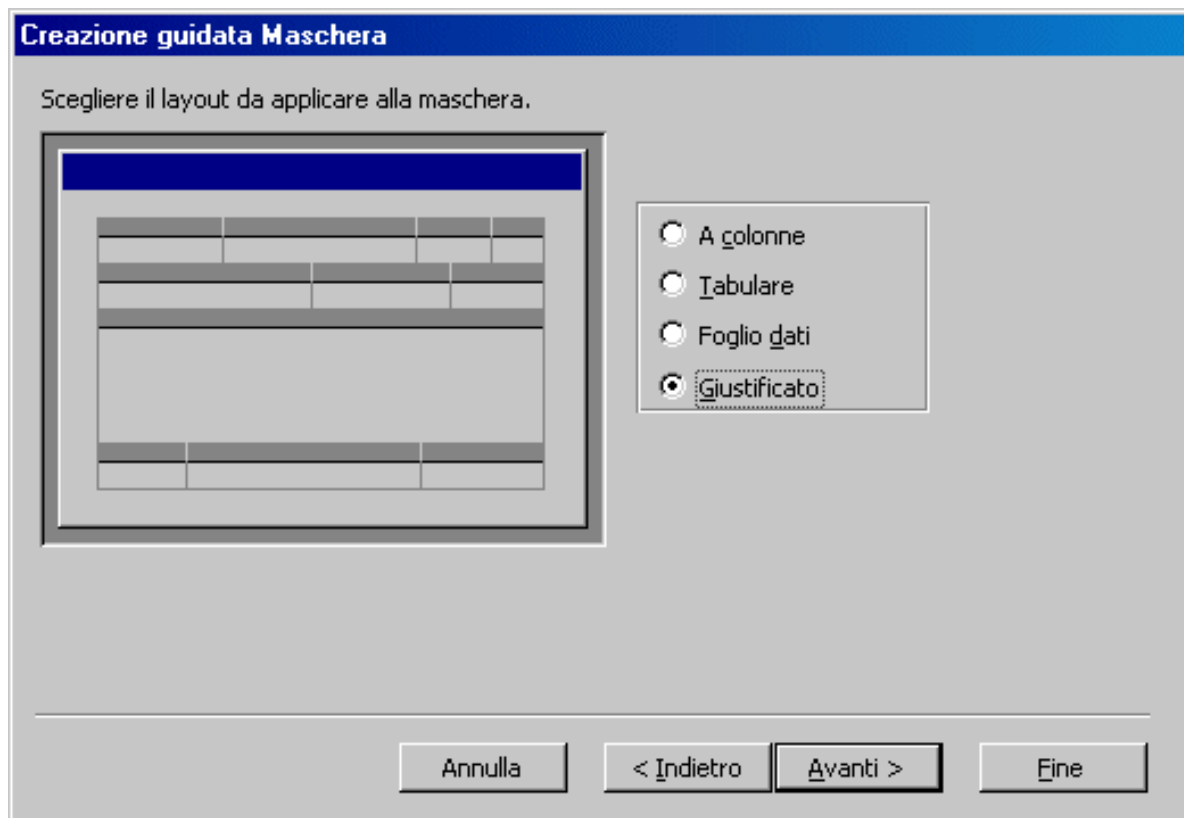 Creazione guidata Maschera
Scegliere il layout da applicare alla maschera.
A colonne
Tabulare
Foglio dati
Giustificato
Annulla
< Indietro
Avanti >
Fine